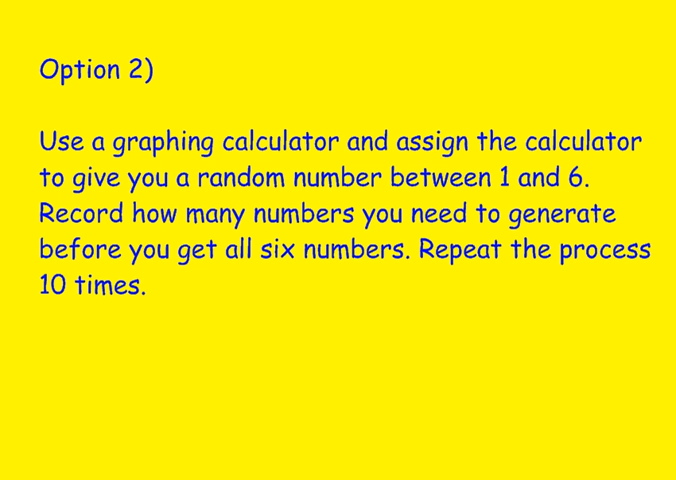 Option 2)
Use a graphing calculator and assign the calculator
to give you a random number between 1 and 6.
Record how many numbers you need to generate
before you get all six numbers. Repeat the process
10 times.